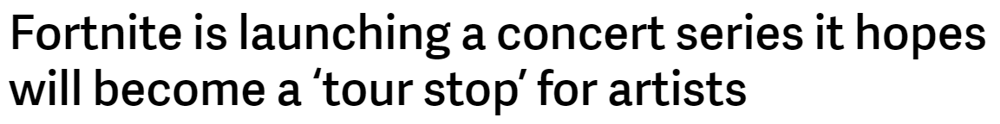 Fortnite is launching a concert series it hopes
will become a ‘tour stop’ for artists